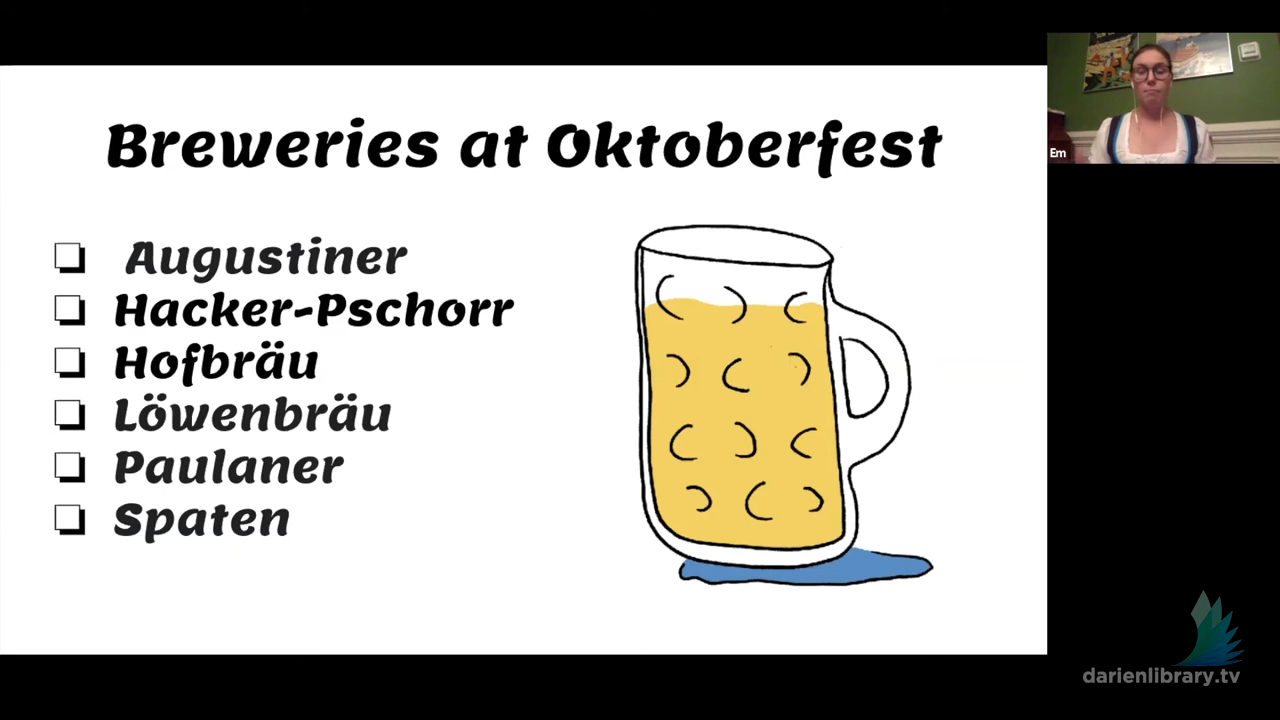 Breweries at Oktoberfest
Augustiner
Hacker-Pschorr
Hofbräu
Löwenbräu
Paulaner
Spaten
Em
darienlibrary.tv